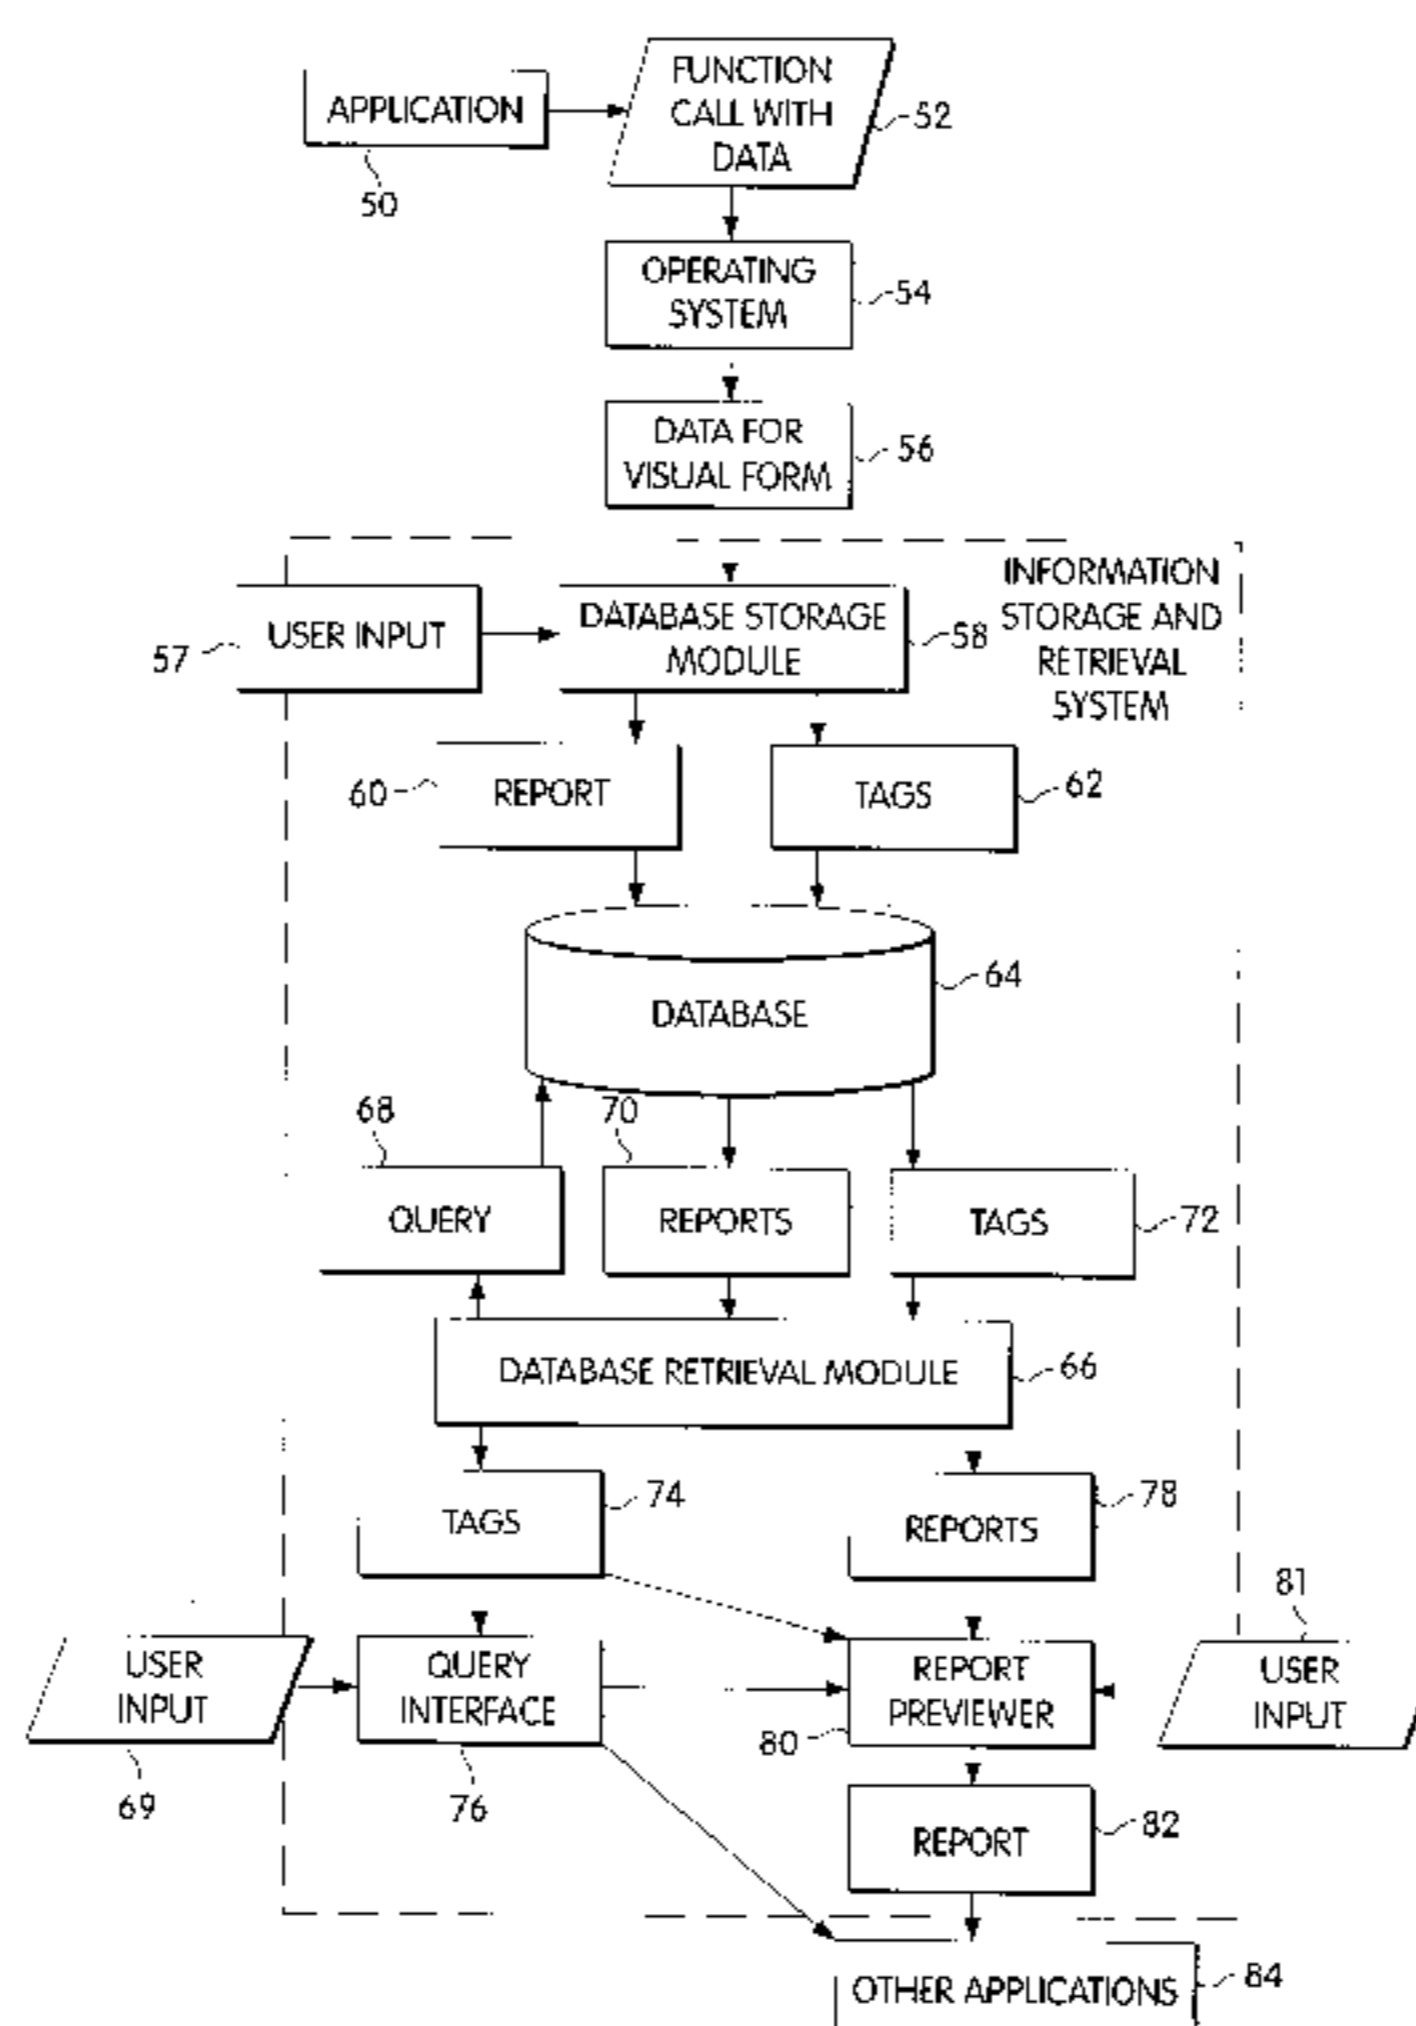 APPLICATION
50
FUNCTION
CALL WITH
DATA
52
OPERATING
SYSTEM
54
DATA FOR
VISUAL FORM
56
INFORMATION
STORAGE AND
RETRIEVAL
SYSTEM
57
USER INPUT
DATABASE STORAGE
MODULE
58
60
REPORT
TAGS
62
DATABASE
64
68
70
QUERY
REPORTS
TAGS
72
DATABASE RETRIEVAL MODULE
66
TAGS
74
REPORTS
78
81
USER
INPUT
69
QUERY
INTERFACE
76
REPORT
PREVIEWER
80
USER
INPUT
REPORT
82
OTHER APPLICATIONS
84